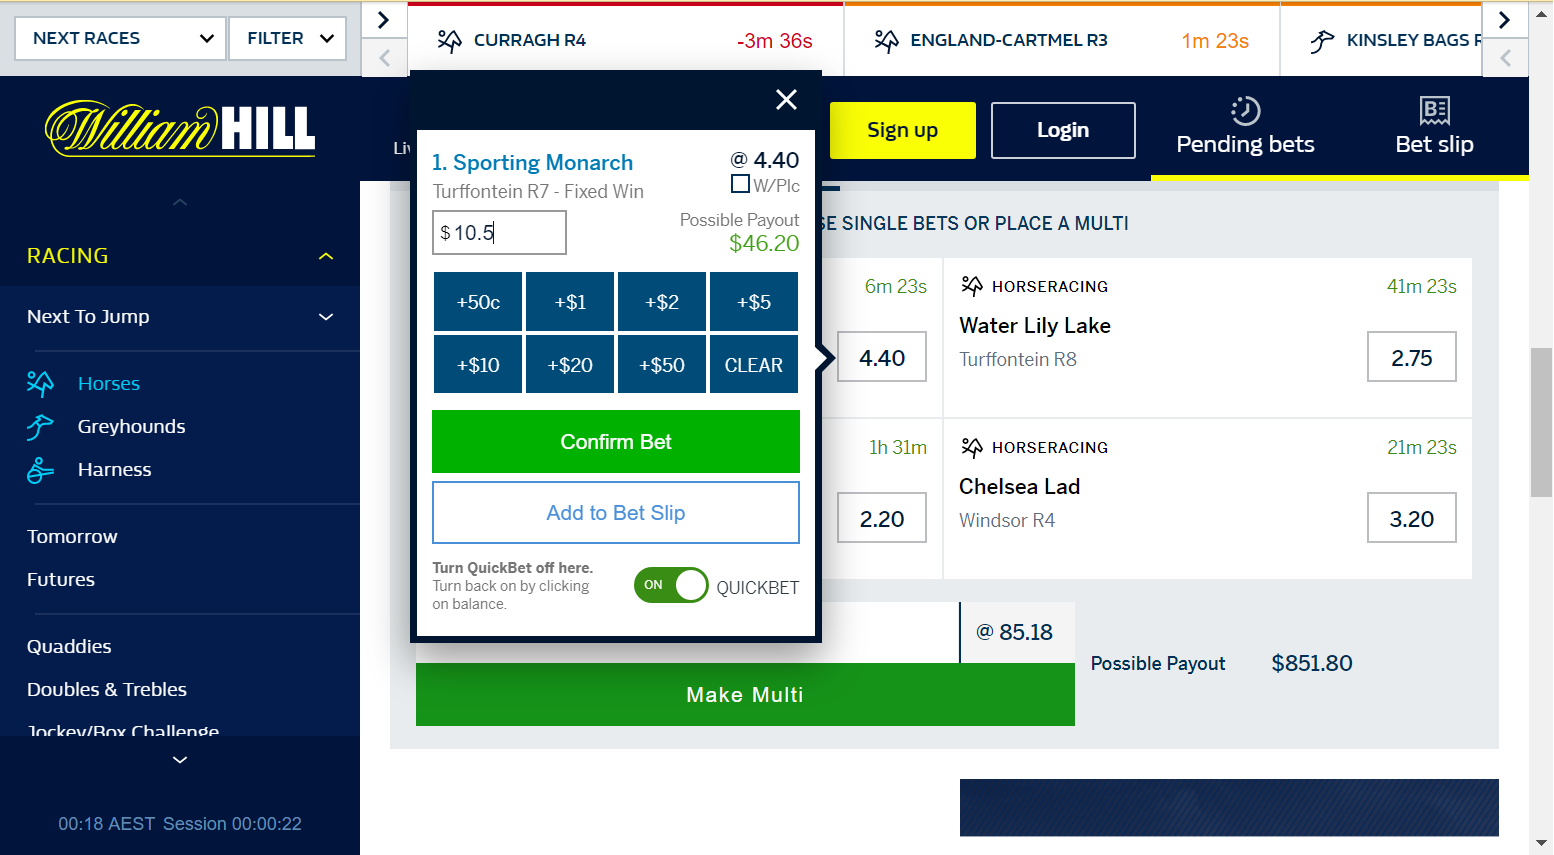 NEXT RACES
FILTER
CURRAGH R4
-3m 36s
ENGLAND-CARTMEL R3
1m 23s
KINSLEY BAGS
William HILL
Sign up
Login
Pending bets
Bet slip
RACING
Next To Jump
Horses
Greyhounds
Harness
Tomorrow
Futures
Quaddies
Doubles & Trebles
Jockey/Box Challenge
00:18 AEST Session 00:00:22
1. Sporting Monarch
@ 4.40
Turffontein R7 - Fixed Win
W/Plc
$ 10.5
Possible Payout
$46.20
+50c
+$1
+$2
+$5
+$10
+$20
+$50
CLEAR
Confirm Bet
Add to Bet Slip
Turn QuickBet off here.
Turn back on by clicking
on balance.
ON
QUICKBET
SINGLE BETS OR PLACE A MULTI
6m 23s
4.40
HORSERACING
41m 23s
Water Lily Lake
Turffontein R8
2.75
1h 31m
2.20
HORSERACING
21m 23s
Chelsea Lad
Windsor R4
3.20
@ 85.18
Make Multi
Possible Payout
$851.80